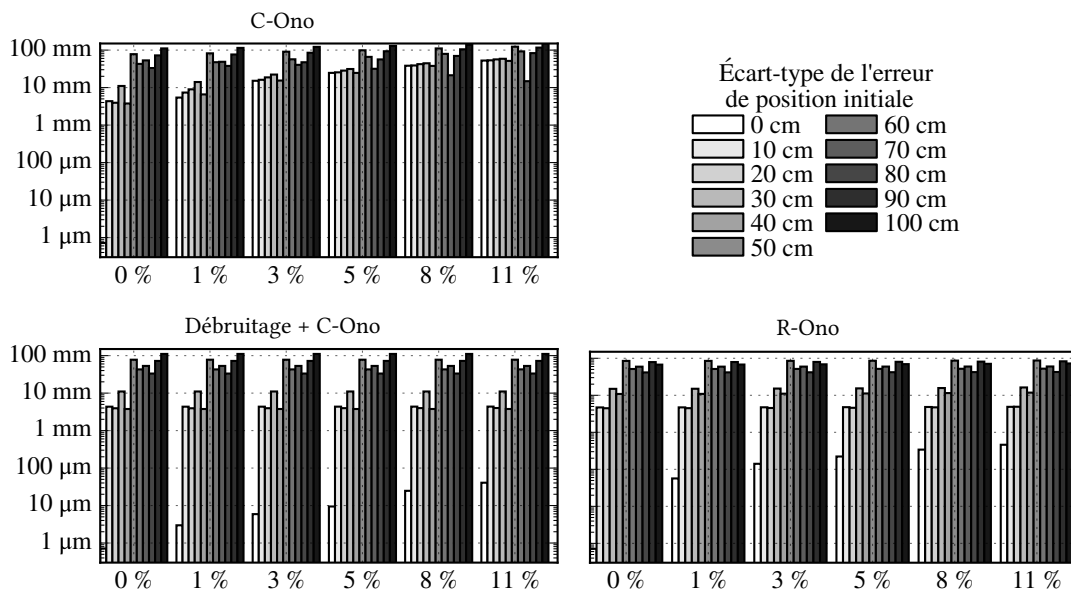 C-Ono
100 mm
10 mm
1 mm
100 µm
10 µm
1 µm
0 % 1 % 3 % 5 % 8 % 11 %
Écart-type de l'erreur
de position initiale
0 cm 60 cm
10 cm 70 cm
20 cm 80 cm
30 cm 90 cm
40 cm 100 cm
50 cm
Débruitage + C-Ono
100 mm
10 mm
1 mm
100 µm
10 µm
1 µm
0 % 1 % 3 % 5 % 8 % 11 %
R-Ono
0 % 1 % 3 % 5 % 8 % 11 %